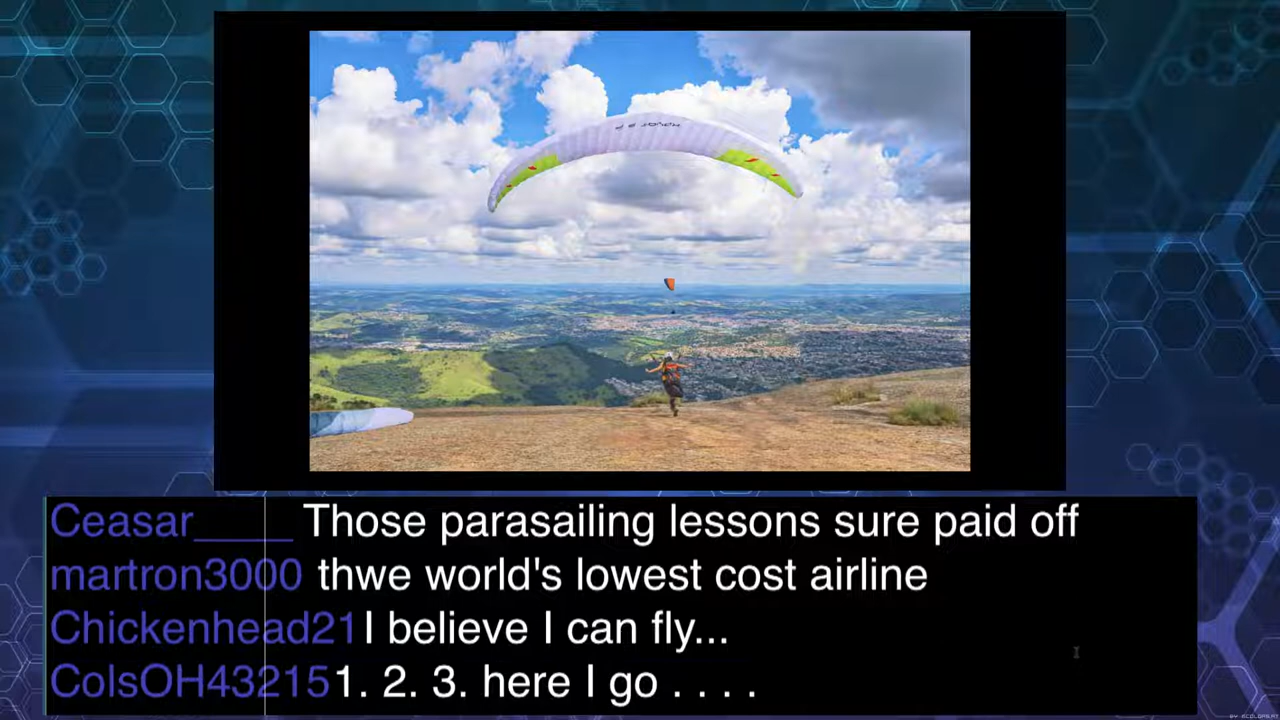 Ceasar____ Those parasailing lessons sure paid off
martron3000 thwe world's lowest cost airline
Chickenhead21 I believe I can fly...
ColsOH43215 1. 2. 3. here I go . . . .